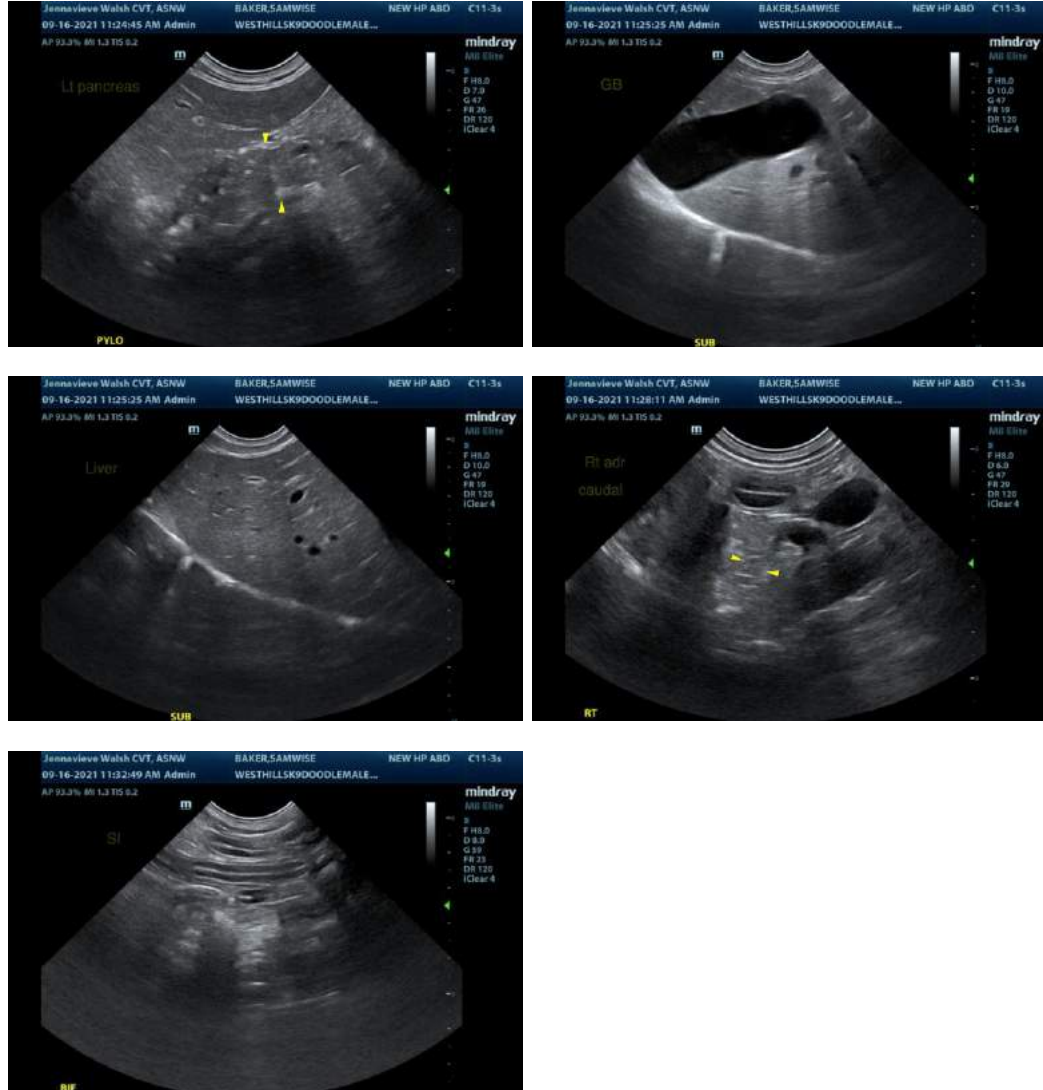 Jennavieve Walsh CVT, ASNW BAKER,SAMWISE NEW HP ABD C11-3s
09-16-2021 11:24:45 AM Admin WESTHILLSK9DOODLEMALE...
AP 93.3% MI 1.3 TIS 0.2
mindray
M8 Elite
m
Lt pancreas
B
F H8.0
D 7.0
G 47
FR 26
DR 120
iClear 4
PYLO
Jennavieve Walsh CVT, ASNW BAKER,SAMWISE NEW HP ABD C11-3s
09-16-2021 11:25:25 AM Admin WESTHILLSK9DOODLEMALE...
AP 93.3% MI 1.3 TIS 0.2
mindray
M8 Elite
m
GB
B
F H8.0
D 10.0
G 47
FR 19
DR 120
iClear 4
SUB
Jennavieve Walsh CVT, ASNW BAKER,SAMWISE NEW HP ABD C11-3s
09-16-2021 11:25:25 AM Admin WESTHILLSK9DOODLEMALE...
AP 93.3% MI 1.3 TIS 0.2
mindray
M8 Elite
m
Liver
B
F H8.0
D 10.0
G 47
FR 19
DR 120
iClear 4
SUB
Jennavieve Walsh CVT, ASNW BAKER,SAMWISE NEW HP ABD C11-3s
09-16-2021 11:28:11 AM Admin WESTHILLSK9DOODLEMALE...
AP 93.3% MI 1.3 TIS 0.2
mindray
M8 Elite
m
Rt adr
caudal
B
F H8.0
D 6.0
G 47
FR 29
DR 120
iClear 4
RT
Jennavieve Walsh CVT, ASNW BAKER,SAMWISE NEW HP ABD C11-3s
09-16-2021 11:32:49 AM Admin WESTHILLSK9DOODLEMALE...
AP 93.3% MI 1.3 TIS 0.2
mindray
M8 Elite
m
SI
B
F H8.0
D 8.0
G 59
FR 23
DR 120
iClear 4